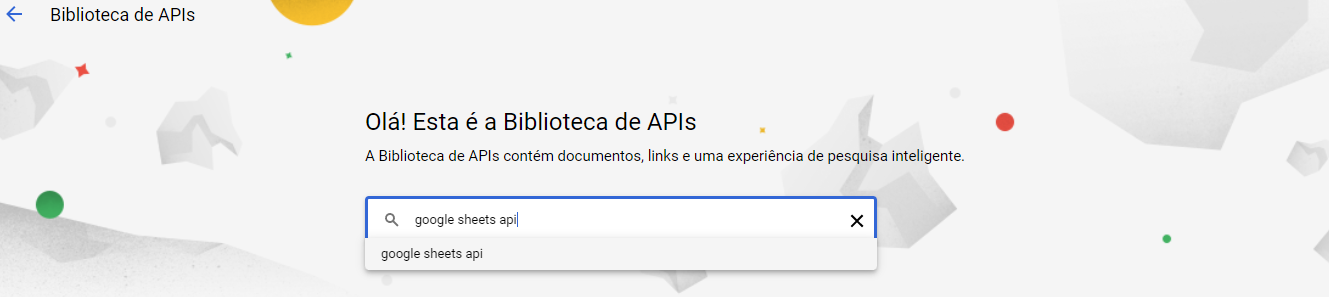 Biblioteca de APIs
Olá! Esta é a Biblioteca de APIs
A Biblioteca de APIs contém documentos, links e uma experiência de pesquisa inteligente.
google sheets api
google sheets api